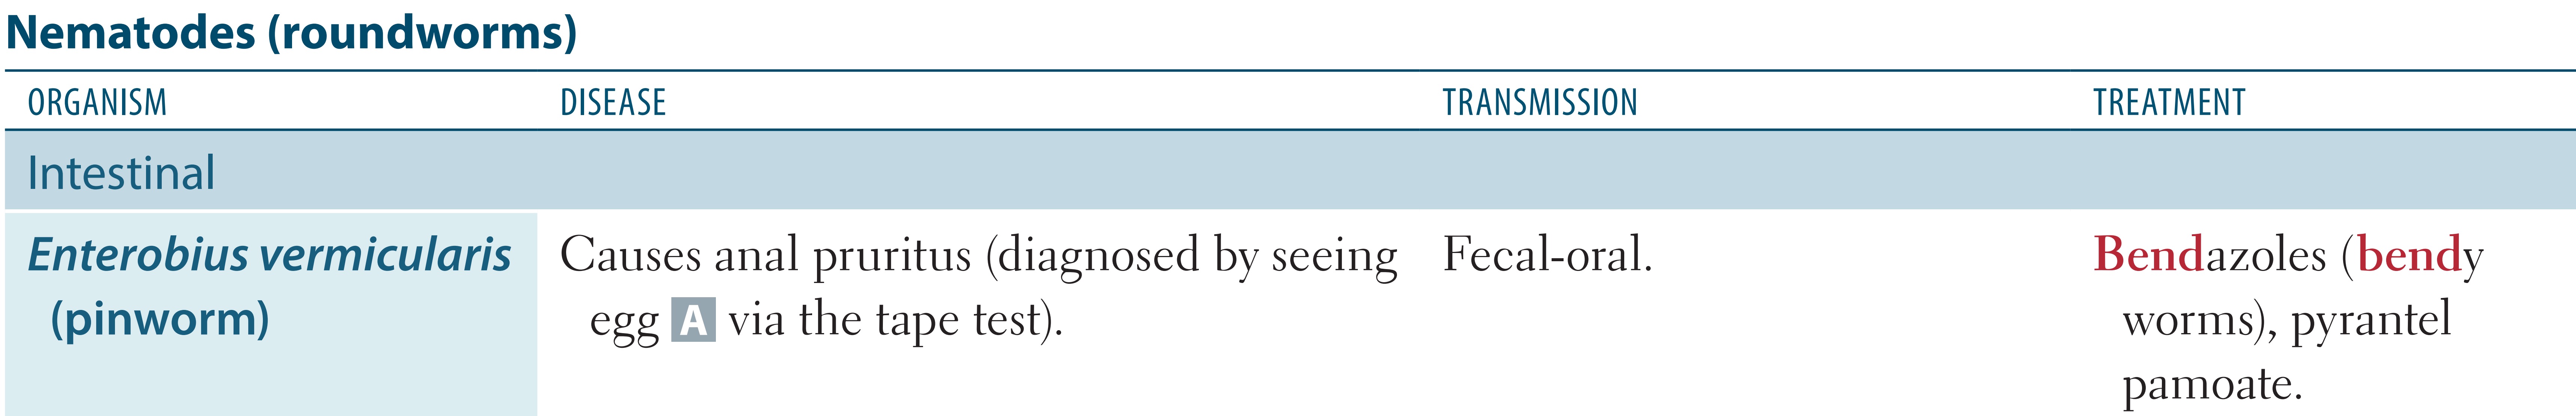 Nematodes (roundworms)
ORGANISM DISEASE TRANSMISSION TREATMENT
Intestinal
Enterobius vermicularis
(pinworm)
Causes anal pruritus (diagnosed by seeing
egg A via the tape test).
Fecal-oral.
Bendazoles (bendy
worms), pyrantel
pamoate.